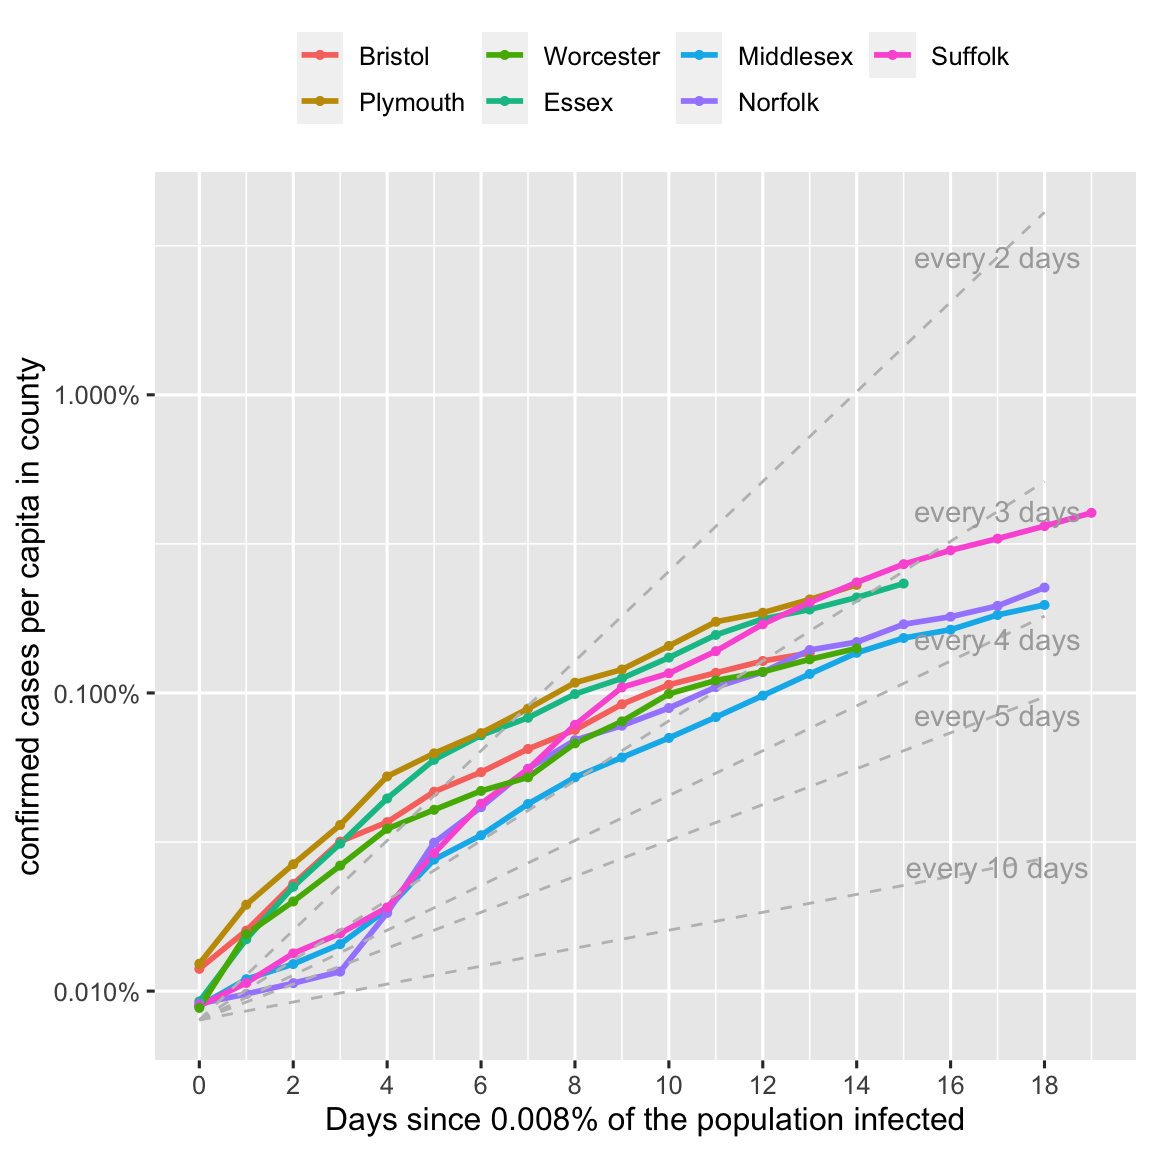 Bristol Worcester Middlesex Suffolk
Plymouth Essex Norfolk
every 2 days
1.000%
every 3 days
every 4 days
0.100%
every 5 days
every 10 days
0.010%
confirmed cases per capita in county
0 2 4 6 8 10 12 14 16 18
Days since 0.008% of the population infected